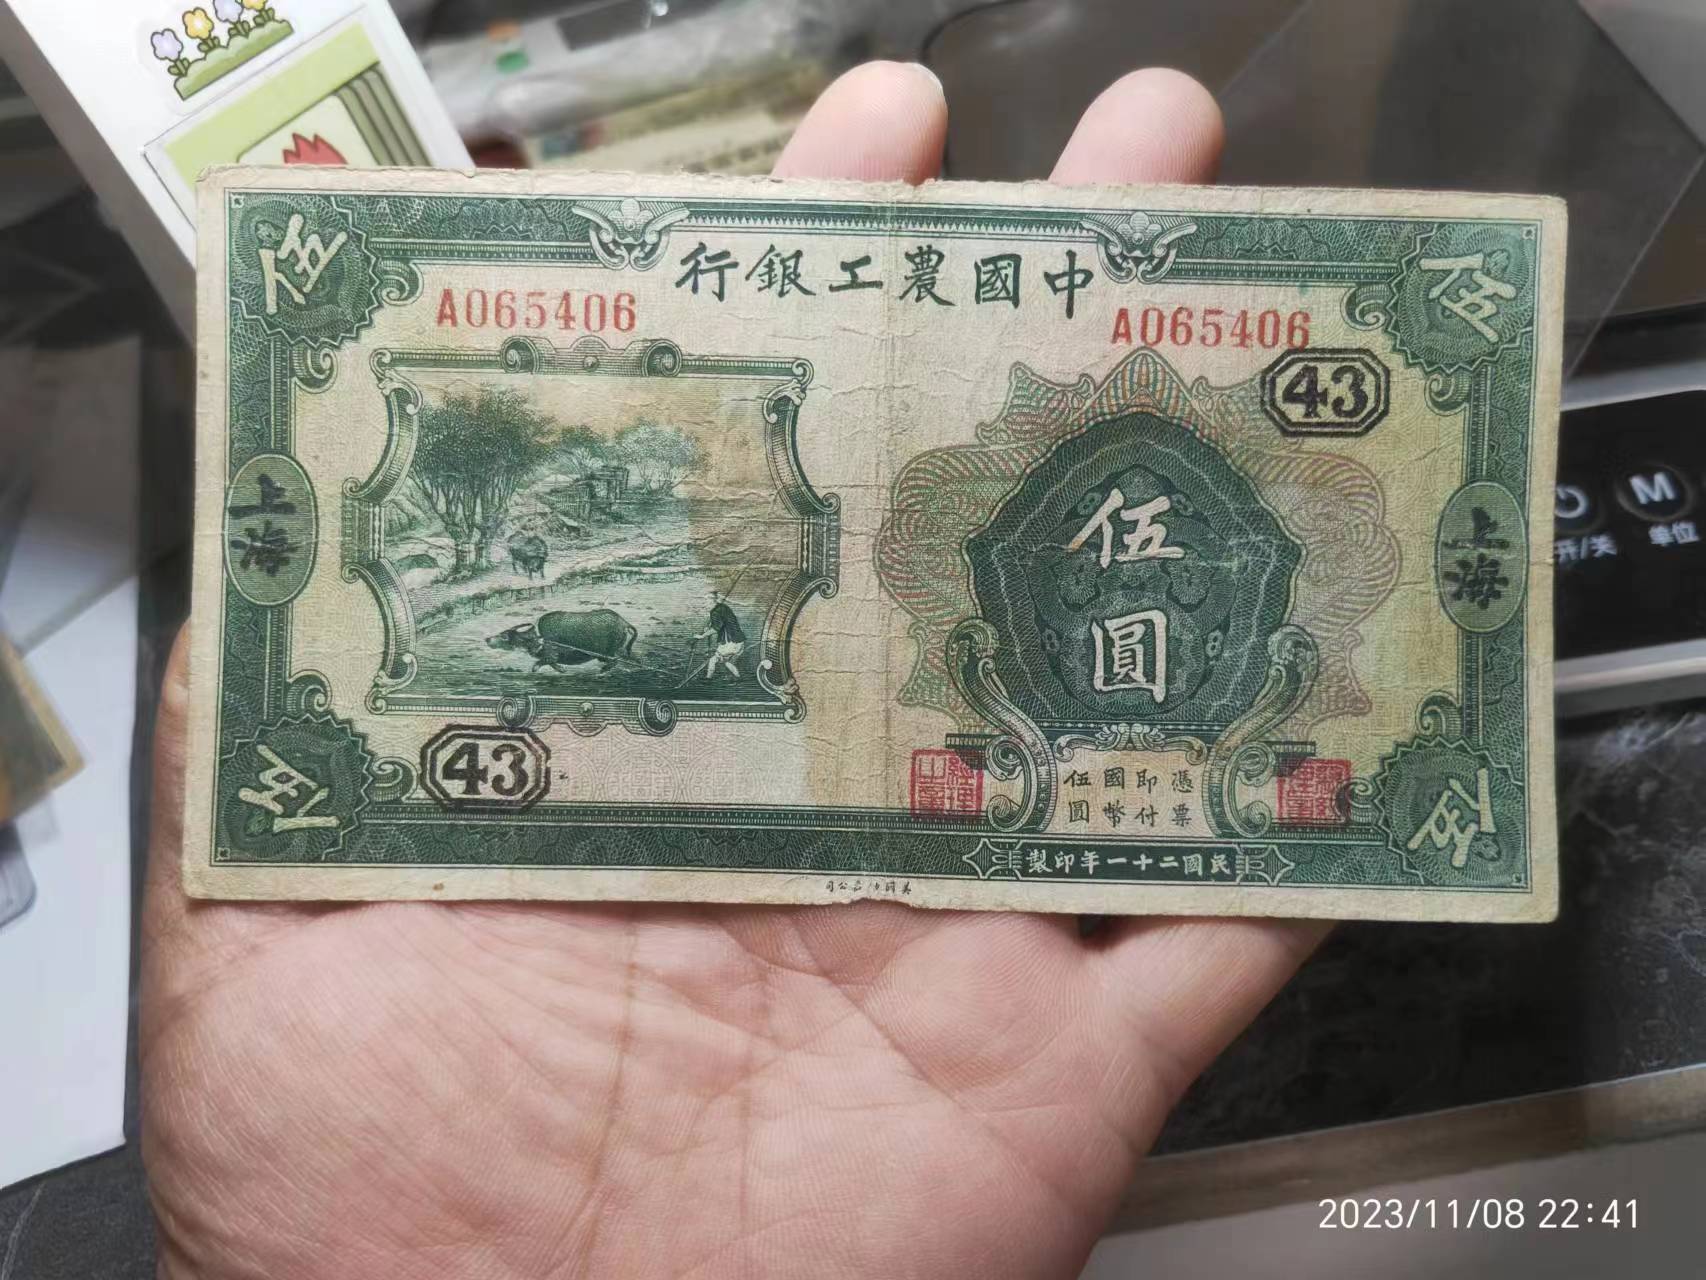 中國農工銀行
A065406
A065406
43
伍
伍
上海
上海
伍圓
43
憑票
即付
國幣
伍圓
民國二十一年印製
伍
伍
開/关
M
单位
2023/11/08 22:41